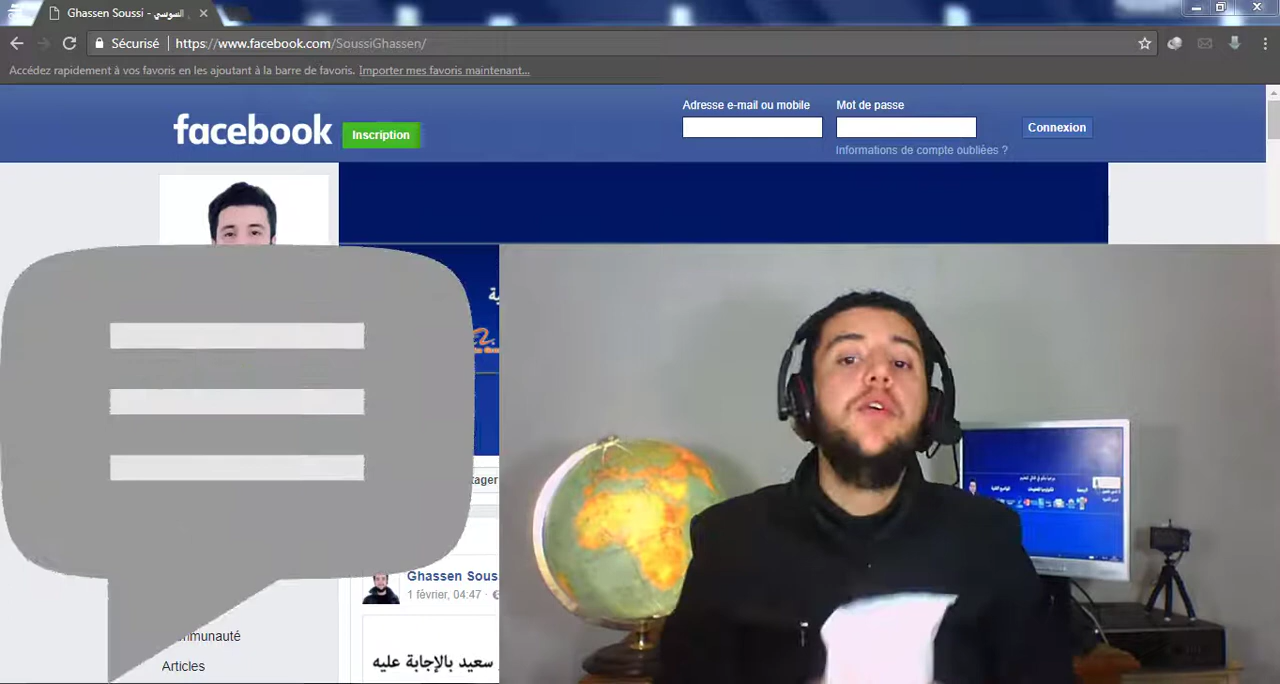 Ghassen Soussi - السوسي
Sécurisé
https://www.facebook.com/SoussiGhassen/
Accédez rapidement à vos favoris en les ajoutant à la barre de favoris. Importer mes favoris maintenant...
Adresse e-mail ou mobile
Mot de passe
facebook
Inscription
Connexion
Informations de compte oubliées ?
tager
Ghassen Sous
1 février, 04:47 ·
mmunauté
Articles
سعيد بالإجابة عليه